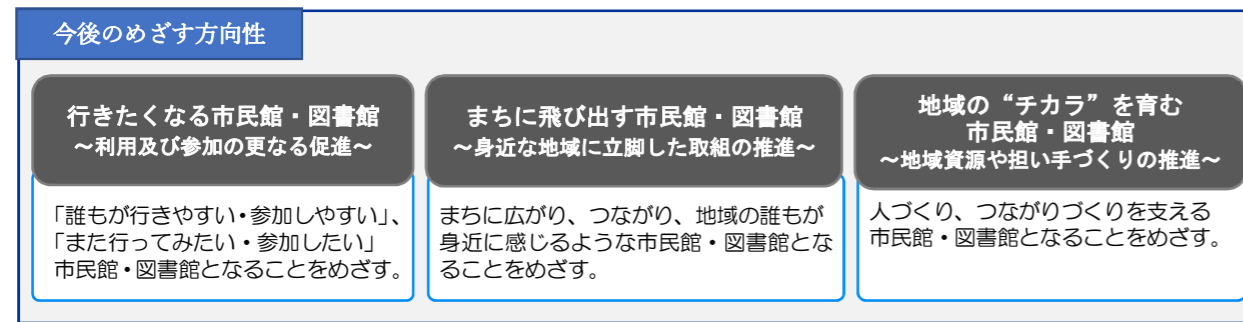 今後のめざす方向性
行きたくなる市民館・図書館
～利用及び参加の更なる促進～
「誰もが行きやすい・参加しやすい」、
「また行ってみたい・参加したい」
市民館・図書館となることをめざす。
まちに飛び出す市民館・図書館
～身近な地域に立脚した取組の推進～
まちに広がり、つながり、地域の誰もが
身近に感じるような市民館・図書館とな
ることをめざす。
地域の“チカラ”を育む
市民館・図書館
～地域資源や担い手づくりの推進～
人づくり、つながりづくりを支える
市民館・図書館となることをめざす。